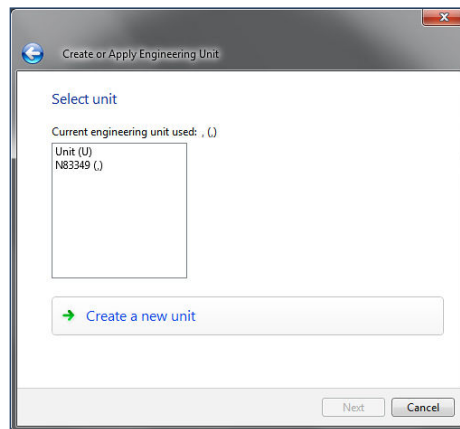 Create or Apply Engineering Unit
Select unit
Current engineering unit used: , (,)
Unit (U)
N83349 (,)
Create a new unit
Next
Cancel